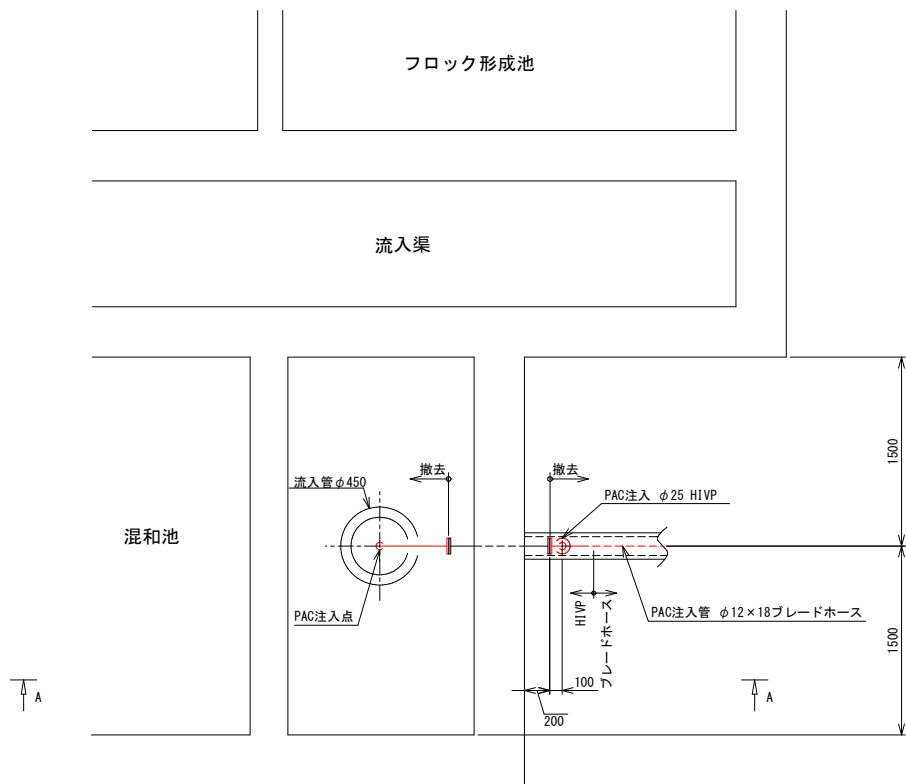 フロック形成池
流入渠
1500
撤去
撤去
流入管φ450
PAC注入 φ25 HIVP
混和池
PAC注入点
HIVP
ブレードホース
PAC注入管 φ12×18ブレードホース
1500
100
200
A
A